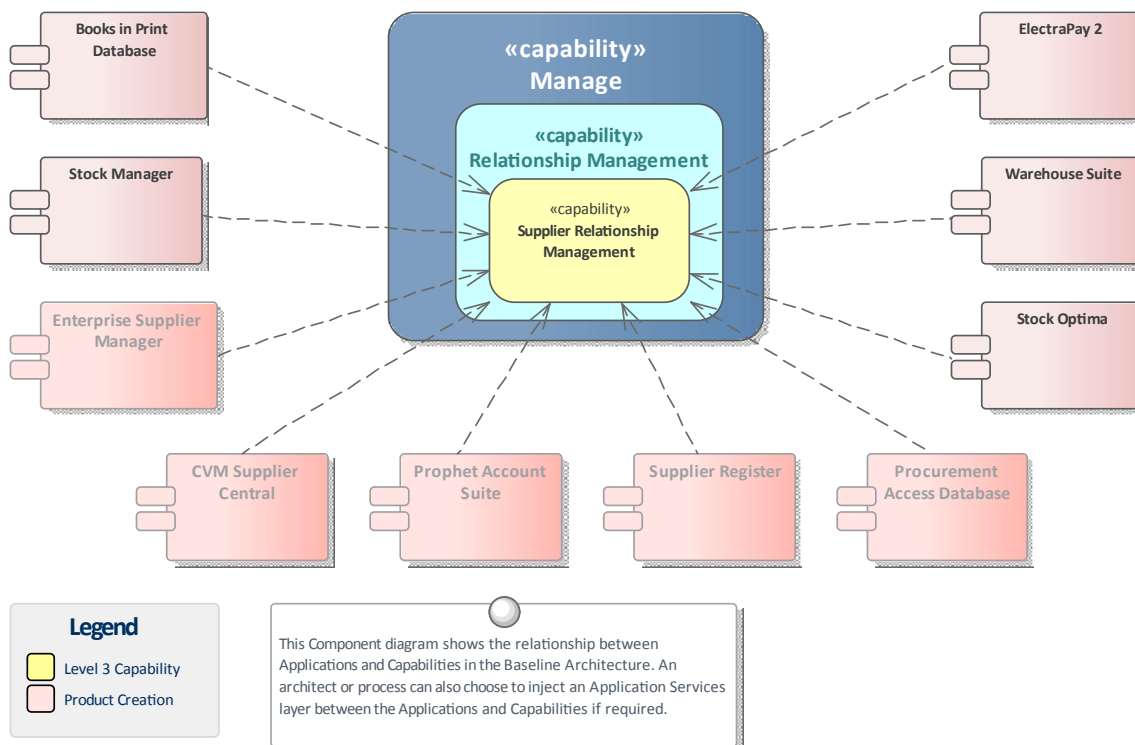 Books in Print
Database
«capability»
Manage
ElectraPay 2
«capability»
Relationship Management
Stock Manager
«capability»
Supplier Relationship
Management
Warehouse Suite
Enterprise Supplier
Manager
Stock Optima
CVM Supplier
Central
Prophet Account
Suite
Supplier Register
Procurement
Access Database
Legend
Level 3 Capability
Product Creation
This Component diagram shows the relationship between
Applications and Capabilities in the Baseline Architecture. An
architect or process can also choose to inject an Application Services
layer between the Applications and Capabilities if required.